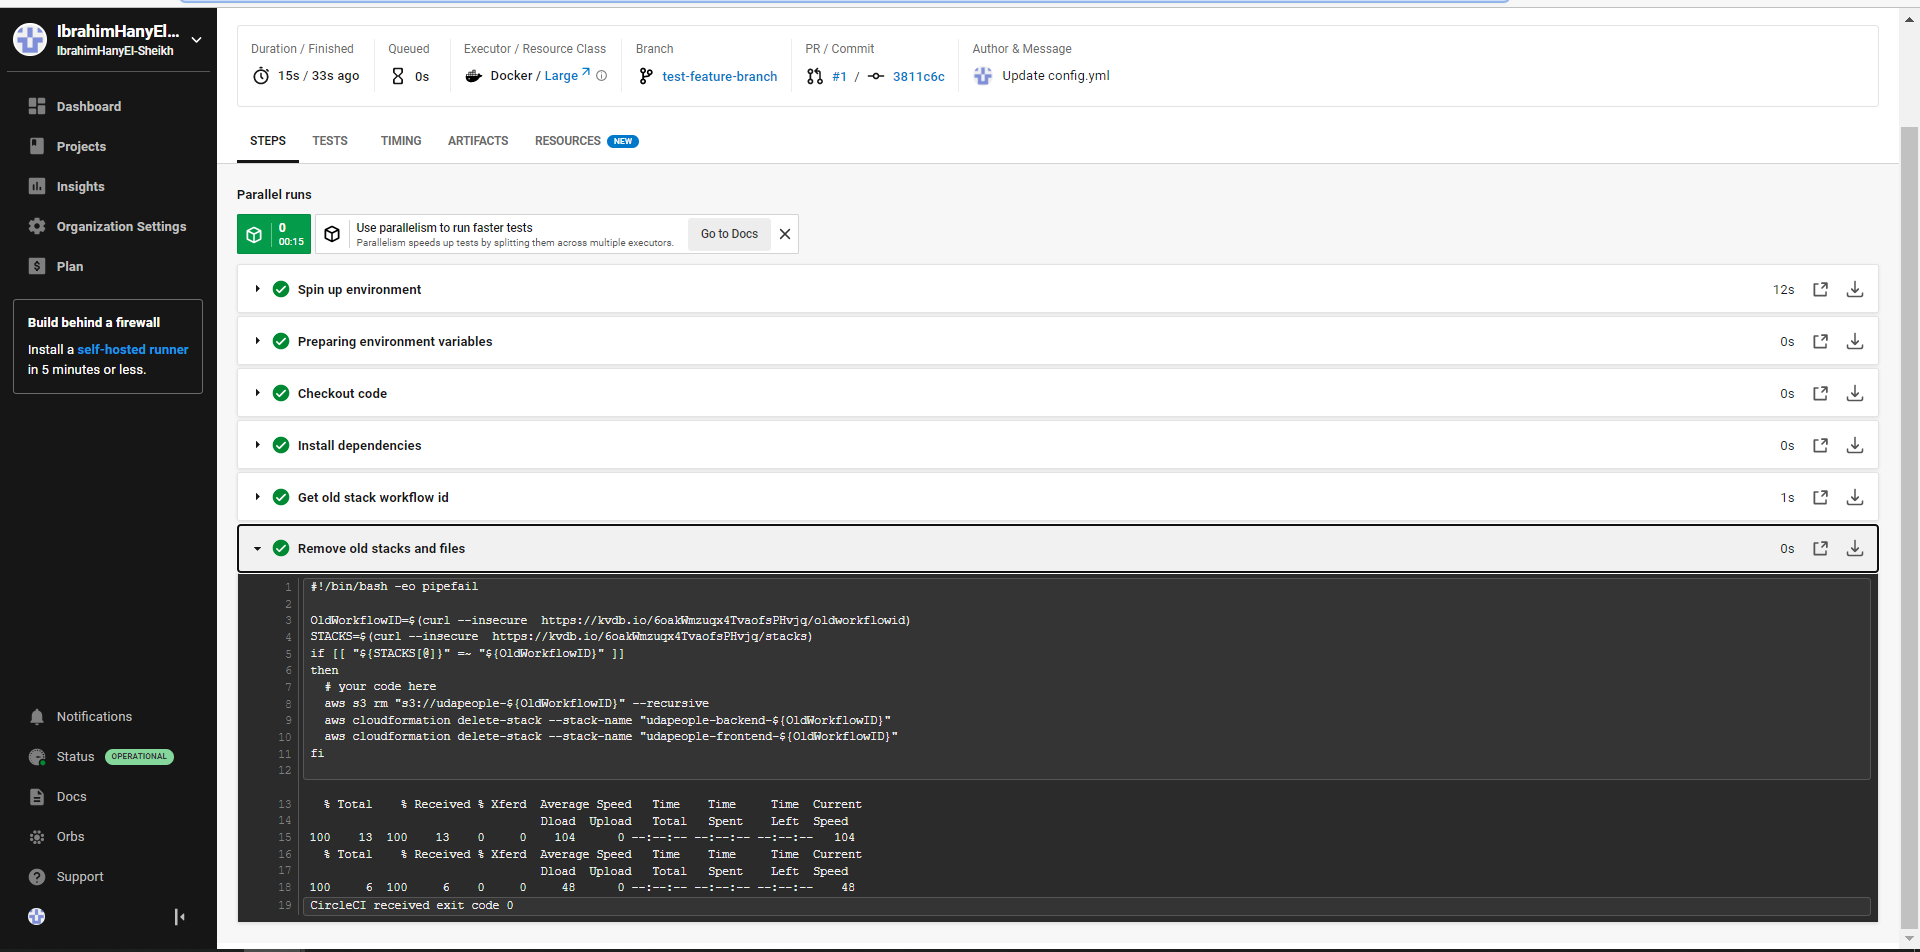 IbrahimHanyEl...
IbrahimHanyEl-Sheikh
Dashboard
Projects
Insights
Organization Settings
Plan
Build behind a firewall
Install a self-hosted runner
in 5 minutes or less.
Notifications
Status OPERATIONAL
Docs
Orbs
Support
Duration / Finished Queued Executor / Resource Class Branch PR / Commit Author & Message
15s / 33s ago 0s Docker / Large test-feature-branch #1 / 3811c6c Update config.yml
STEPS TESTS TIMING ARTIFACTS RESOURCES NEW
Parallel runs
0
00:15
Use parallelism to run faster tests
Parallelism speeds up tests by splitting them across multiple executors.
Go to Docs
Spin up environment 12s
Preparing environment variables 0s
Checkout code 0s
Install dependencies 0s
Get old stack workflow id 1s
Remove old stacks and files 0s
1 #!/bin/bash -eo pipefail
2
3 OldWorkflowID=$(curl --insecure  https://kvdb.io/6oakWmzuqx4TvaofsPHvjq/oldworkflowid)
4 STACKS=$(curl --insecure  https://kvdb.io/6oakWmzuqx4TvaofsPHvjq/stacks)
5 if [[ "${STACKS[@]}" =~ "${OldWorkflowID}" ]]
6 then
7   # your code here
8   aws s3 rm "s3://udapeople-${OldWorkflowID}" --recursive
9   aws cloudformation delete-stack --stack-name "udapeople-backend-${OldWorkflowID}"
10   aws cloudformation delete-stack --stack-name "udapeople-frontend-${OldWorkflowID}"
11 fi
12
13   % Total    % Received % Xferd  Average Speed   Time    Time     Time  Current
14                                  Dload  Upload   Total   Spent    Left  Speed
15 100    13  100    13    0     0    104      0 --:--:-- --:--:-- --:--:--   104
16   % Total    % Received % Xferd  Average Speed   Time    Time     Time  Current
17                                  Dload  Upload   Total   Spent    Left  Speed
18 100     6  100     6    0     0     48      0 --:--:-- --:--:-- --:--:--    48
19 CircleCI received exit code 0